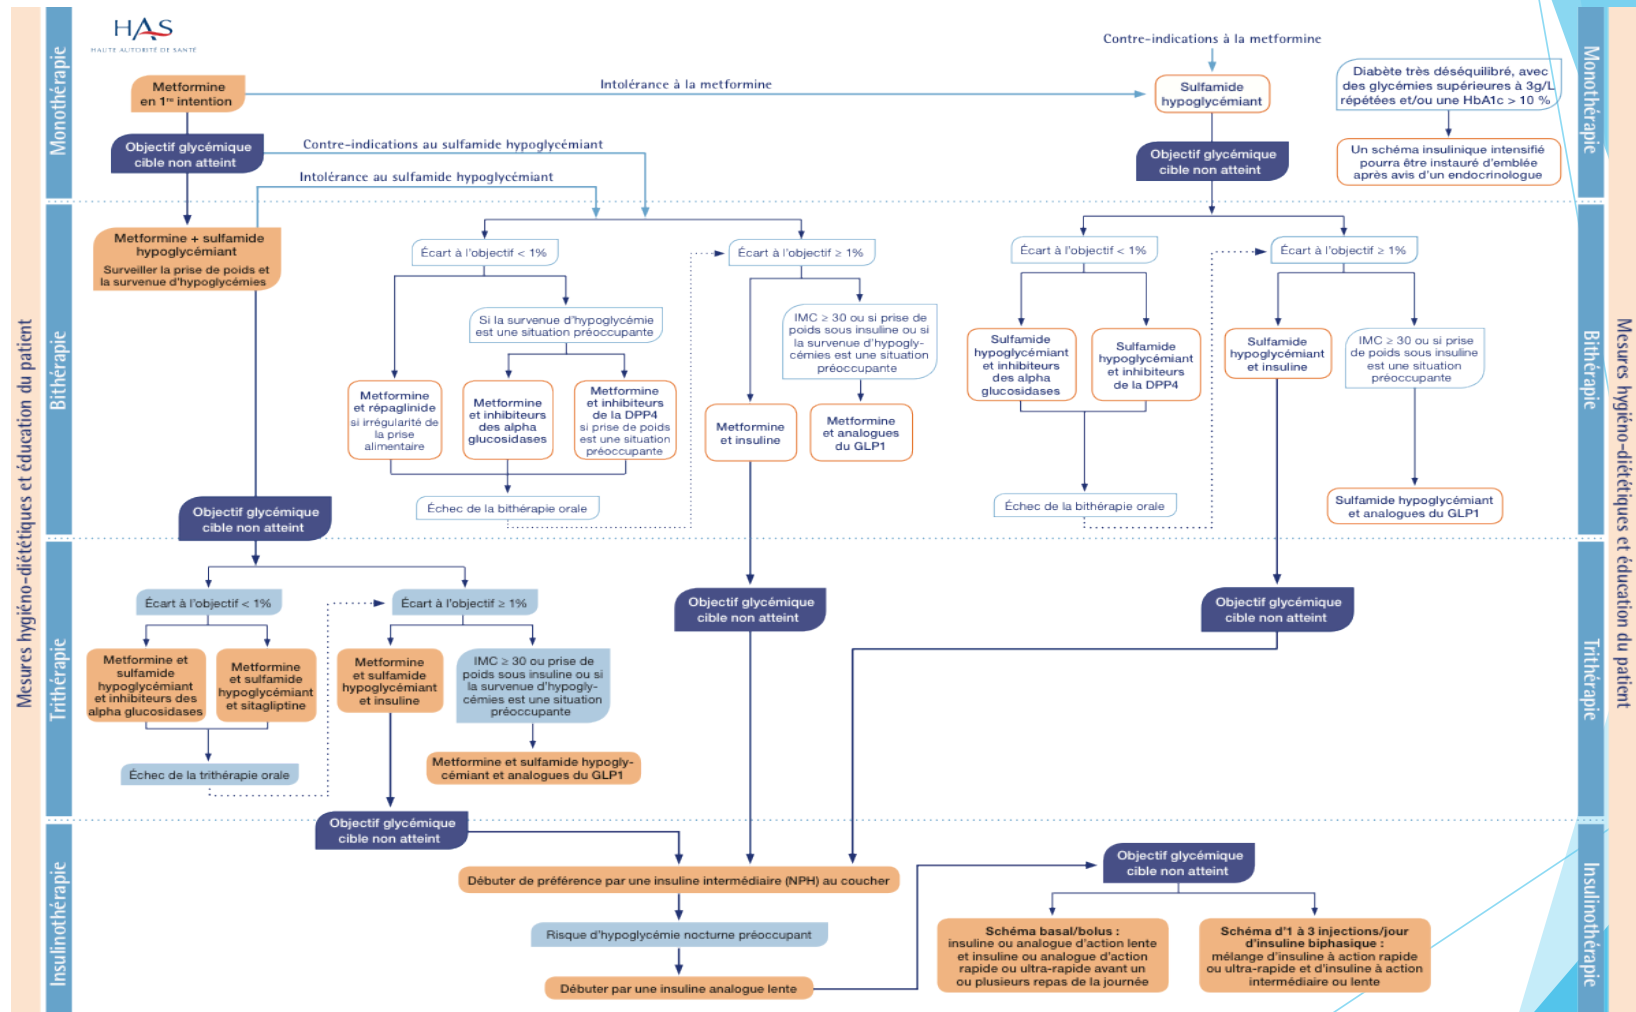 HAS
HAUTE AUTORITÉ DE SANTÉ
Mesures hygiéno-diététiques et éducation du patient
Monothérapie
Metformine
en 1re intention
Intolérance à la metformine
Contre-indications à la metformine
Sulfamide
hypoglycémiant
Diabète très déséquilibré, avec
des glycémies supérieures à 3g/L
répétées et/ou une HbA1c > 10 %
Un schéma insulinique intensifié
pourra être instauré d'emblée
après avis d'un endocrinologue
Objectif glycémique
cible non atteint
Contre-indications au sulfamide hypoglycémiant
Intolérance au sulfamide hypoglycémiant
Objectif glycémique
cible non atteint
Monothérapie
Bithérapie
Metformine + sulfamide
hypoglycémiant
Surveiller la prise de poids et
la survenue d'hypoglycémies
Écart à l'objectif < 1%
Si la survenue d'hypoglycémie
est une situation préoccupante
Metformine
et répaglinide
si irrégularité de
la prise
alimentaire
Metformine
et inhibiteurs
des alpha
glucosidases
Metformine
et inhibiteurs
de la DPP4
si prise de poids
est une situation
préoccupante
Échec de la bithérapie orale
Écart à l'objectif ≥ 1%
IMC ≥ 30 ou si prise de
poids sous insuline ou si
la survenue d'hypogly-
cémies est une situation
préoccupante
Metformine
et insuline
Metformine
et analogues
du GLP1
Écart à l'objectif < 1%
Sulfamide
hypoglycémiant
et inhibiteurs
des alpha
glucosidases
Sulfamide
hypoglycémiant
et inhibiteurs
de la DPP4
Échec de la bithérapie orale
Écart à l'objectif ≥ 1%
Sulfamide
hypoglycémiant
et insuline
IMC ≥ 30 ou si prise
de poids sous insuline
est une situation
préoccupante
Sulfamide hypoglycémiant
et analogues du GLP1
Bithérapie
Objectif glycémique
cible non atteint
Trithérapie
Écart à l'objectif < 1%
Metformine et
sulfamide
hypoglycémiant
et inhibiteurs des
alpha glucosidases
Metformine
et sulfamide
hypoglycémiant
et sitagliptine
Échec de la trithérapie orale
Écart à l'objectif ≥ 1%
Metformine
et sulfamide
hypoglycémiant
et insuline
IMC ≥ 30 ou prise de
poids sous insuline ou si
la survenue d'hypogly-
cémies est une situation
préoccupante
Metformine et sulfamide hypogly-
cémiant et analogues du GLP1
Objectif glycémique
cible non atteint
Objectif glycémique
cible non atteint
Trithérapie
Objectif glycémique
cible non atteint
Insulinothérapie
Débuter de préférence par une insuline intermédiaire (NPH) au coucher
Risque d'hypoglycémie nocturne préoccupant
Débuter par une insuline analogue lente
Objectif glycémique
cible non atteint
Schéma basal/bolus :
insuline ou analogue d'action lente
et insuline ou analogue d'action
rapide ou ultra-rapide avant un
ou plusieurs repas de la journée
Schéma d'1 à 3 injections/jour
d'insuline biphasique :
mélange d'insuline à action rapide
ou ultra-rapide et d'insuline à action
intermédiaire ou lente
Insulinothérapie
Mesures hygiéno-diététiques et éducation du patient